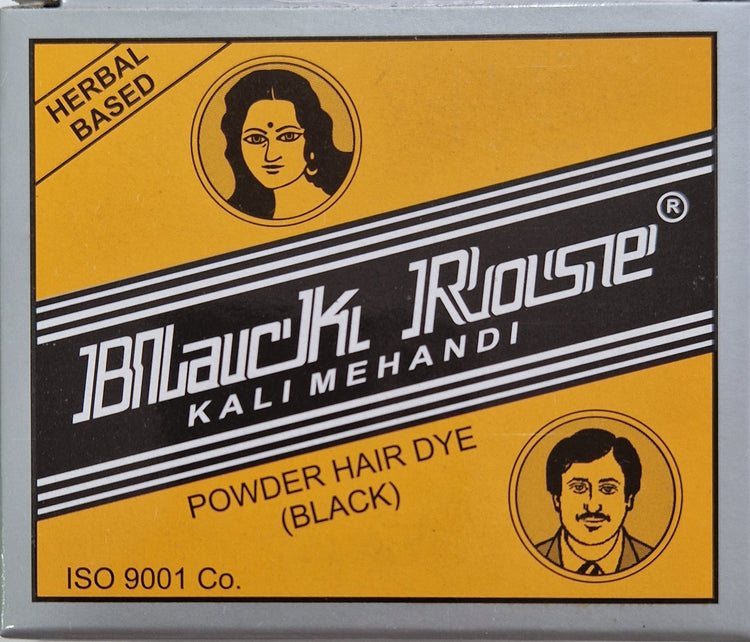 HERBAL
BASED
Black Rose®
KALI MEHANDI
POWDER HAIR DYE
(BLACK)
ISO 9001 Co.